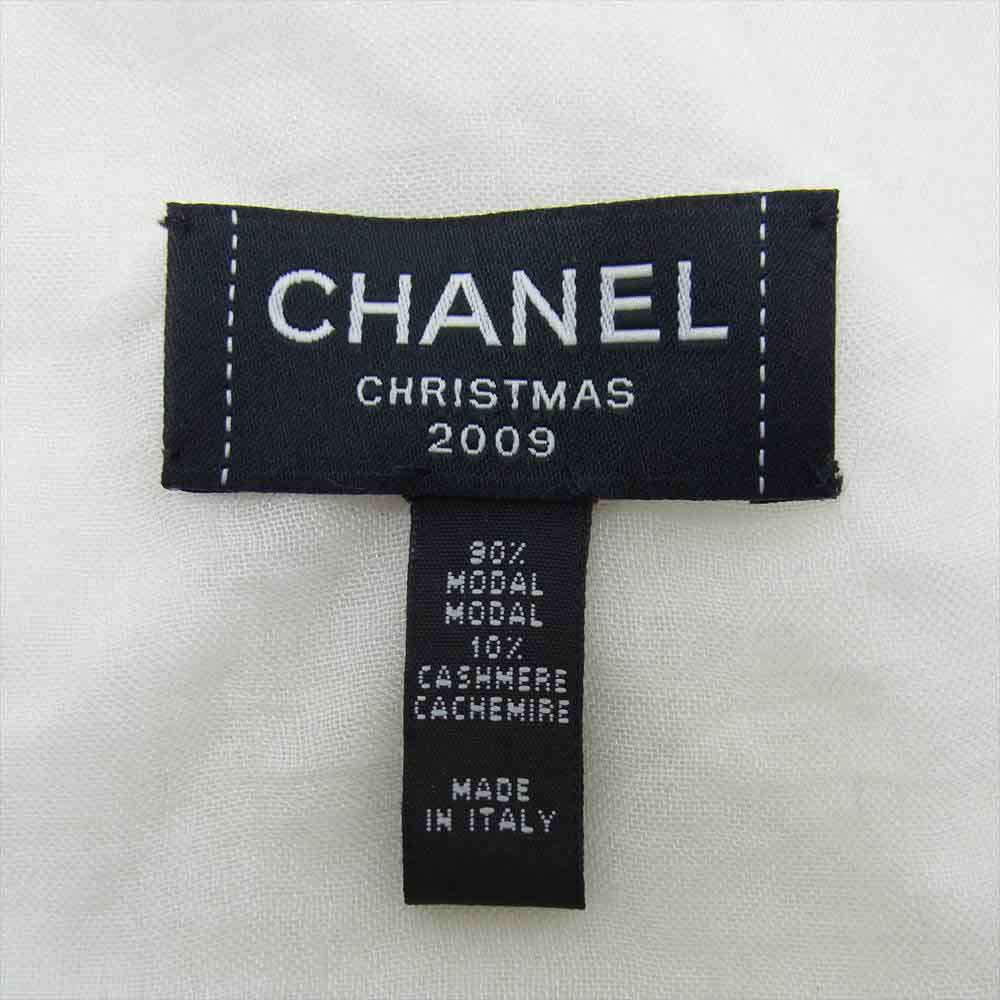 CHANEL
CHRISTMAS
2009
90%
MODAL
MODAL
10%
CASHMERE
CACHEMIRE
MADE
IN ITALY